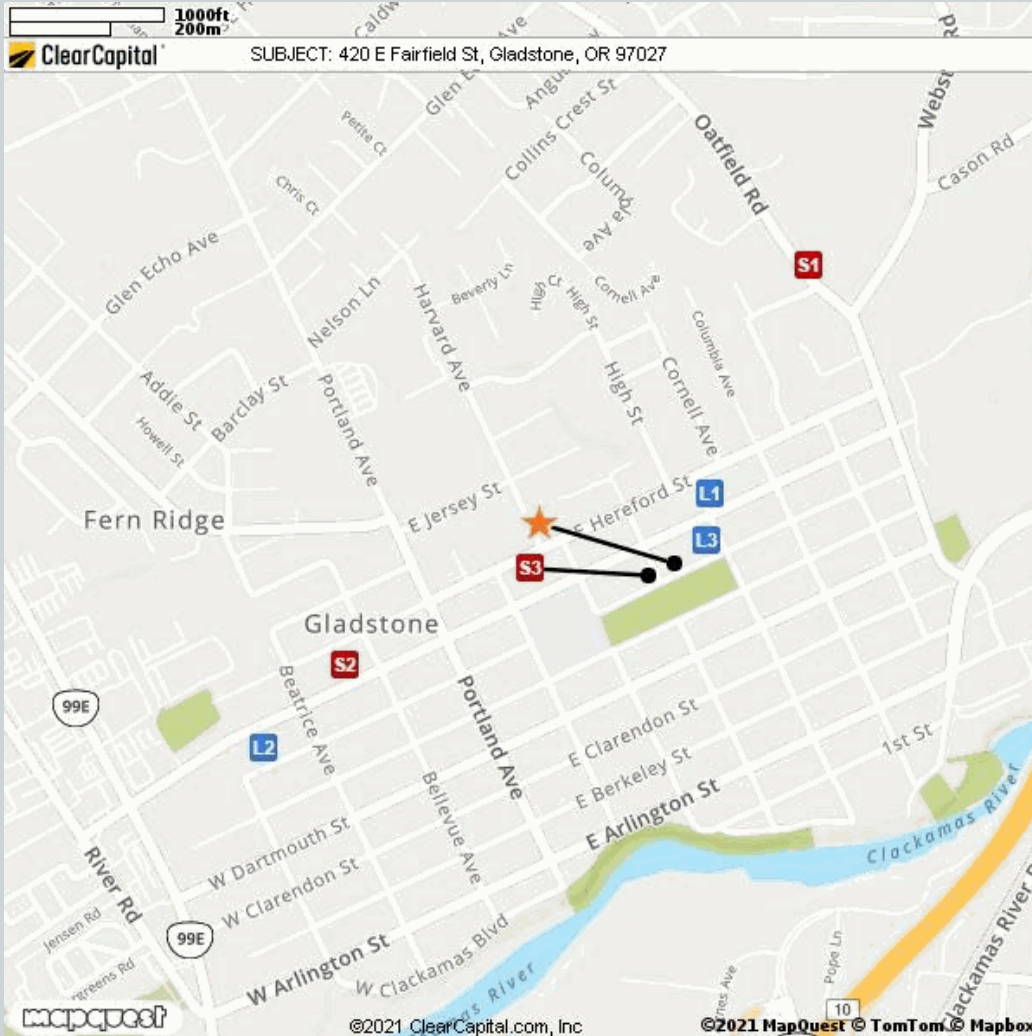 1000ft
200m
ClearCapital
SUBJECT: 420 E Fairfield St, Gladstone, OR 97027
Glen
Petite Ct
Collins Crest St
Oatfield Rd
Cason Rd
Columbia Ave
Chris Ct
Glen Echo Ave
S1
Nelson Ln
Harvard Ave
Beverly Ln
High Ct
High St
Cornell Ave
Columbia Ave
Addie St
Barclay St
Howell St
Portland Ave
High St
Cornell Ave
E Jersey St
E Hereford St
L1
Fern Ridge
L3
S3
Gladstone
S2
99E
Beatrice Ave
Portland Ave
L2
E Clarendon St
1st St
E Berkeley St
Bellevue Ave
E Arlington St
Clackamas River
W Dartmouth St
River Rd
W Clarendon St
Jensen Rd
99E
W Arlington St
W Clackamas Blvd
River
Pope Ln
Clackamas River
10
mapquest
©2021 ClearCapital.com, Inc
©2021 MapQuest © TomTom © Mapbox